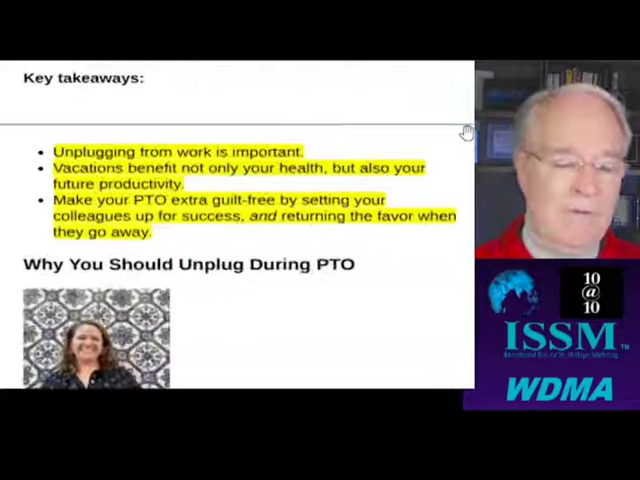 Key takeaways:
Unplugging from work is important.
Vacations benefit not only your health, but also your
future productivity.
Make your PTO extra guilt-free by setting your
colleagues up for success, and returning the favor when
they go away.
Why You Should Unplug During PTO
10
@
10
ISSM TM
WDMA